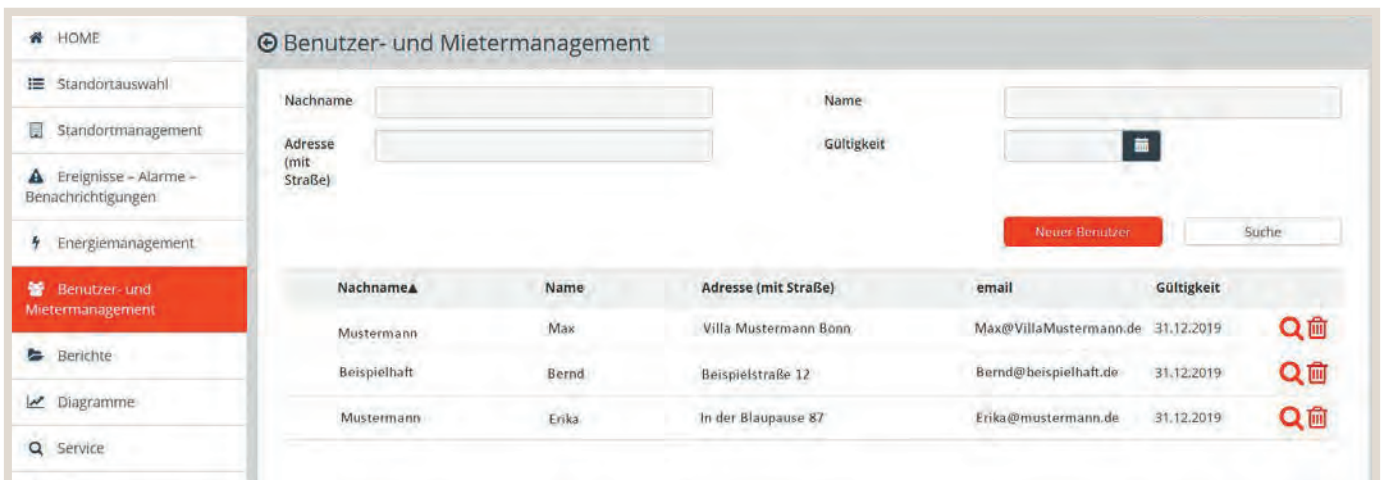 HOME
Standortauswahl
Standortmanagement
Ereignisse – Alarme –
Benachrichtigungen
Energiemanagement
Benutzer- und
Mietermanagement
Berichte
Diagramme
Service
Benutzer- und Mietermanagement
Nachname
Name
Adresse
(mit
Straße)
Gültigkeit
Neuer Benutzer
Suche
Nachname▲ Name Adresse (mit Straße) email Gültigkeit
Mustermann Max Villa Mustermann Bonn Max@VillaMustermann.de 31.12.2019
Beispielhaft Bernd Beispielstraße 12 Bernd@beispielhaft.de 31.12.2019
Mustermann Erika In der Blaupause 87 Erika@mustermann.de 31.12.2019